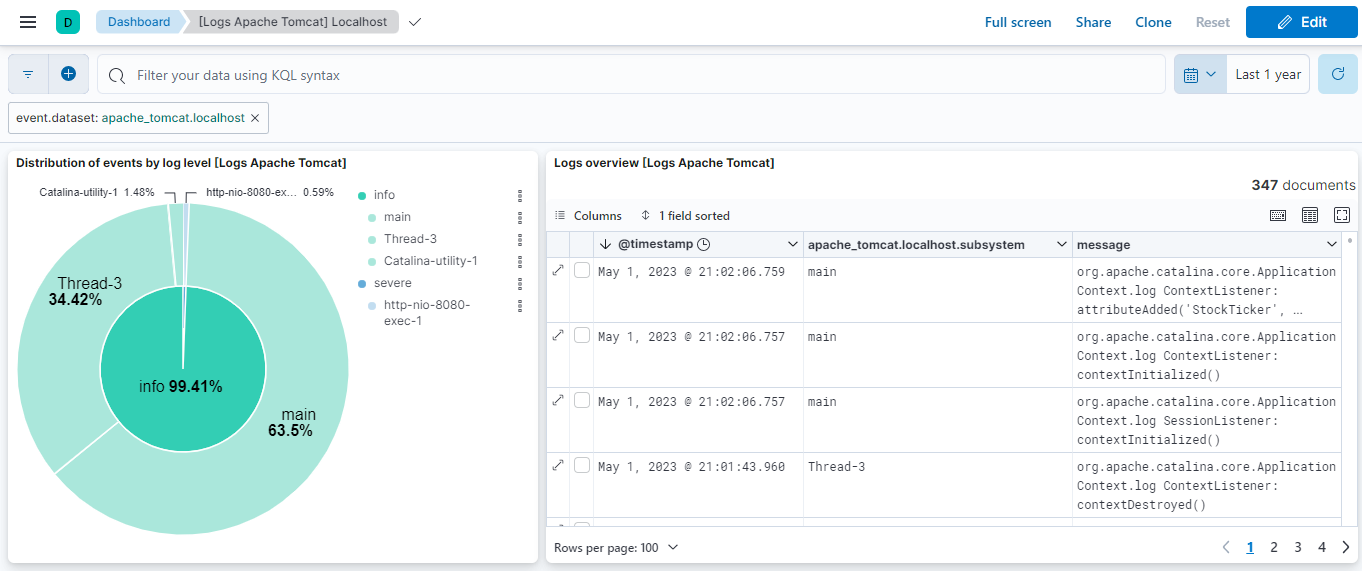 D
Dashboard
[Logs Apache Tomcat] Localhost
Full screen
Share
Clone
Reset
Edit
Filter your data using KQL syntax
Last 1 year
event.dataset: apache_tomcat.localhost
Distribution of events by log level [Logs Apache Tomcat]
Catalina-utility-1 1.48%
http-nio-8080-ex... 0.59%
Thread-3
34.42%
info 99.41%
main
63.5%
info
main
Thread-3
Catalina-utility-1
severe
http-nio-8080-
exec-1
Logs overview [Logs Apache Tomcat]
347 documents
Columns
1 field sorted
@timestamp
apache_tomcat.localhost.subsystem
message
May 1, 2023 @ 21:02:06.759
main
org.apache.catalina.core.Application
Context.log ContextListener:
attributeAdded('StockTicker', …
May 1, 2023 @ 21:02:06.757
main
org.apache.catalina.core.Application
Context.log ContextListener:
contextInitialized()
May 1, 2023 @ 21:02:06.757
main
org.apache.catalina.core.Application
Context.log SessionListener:
contextInitialized()
May 1, 2023 @ 21:01:43.960
Thread-3
org.apache.catalina.core.Application
Context.log ContextListener:
contextDestroyed()
Rows per page: 100
1 2 3 4